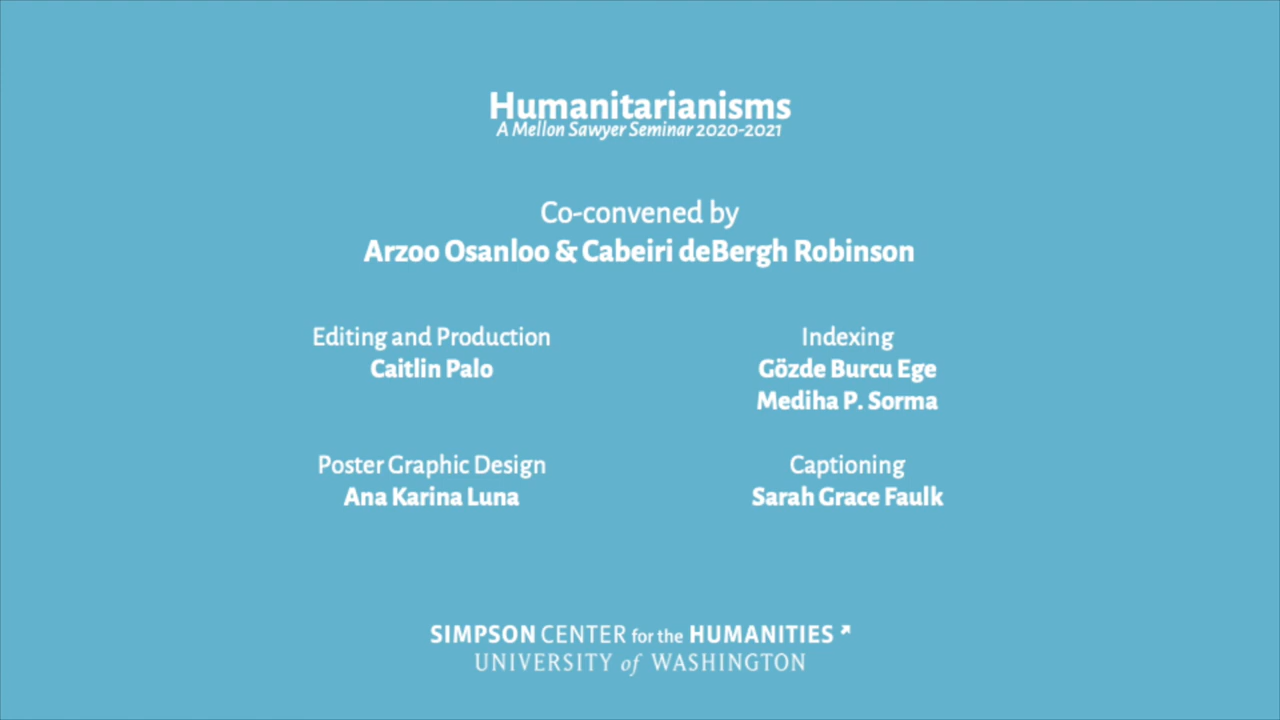 Humanitarianisms
A Mellon Sawyer Seminar 2020-2021
Co-convened by
Arzoo Osanloo & Cabeiri deBergh Robinson
Editing and Production
Caitlin Palo
Indexing
Gözde Burcu Ege
Mediha P. Sorma
Poster Graphic Design
Ana Karina Luna
Captioning
Sarah Grace Faulk
SIMPSON CENTER for the HUMANITIES
UNIVERSITY of WASHINGTON